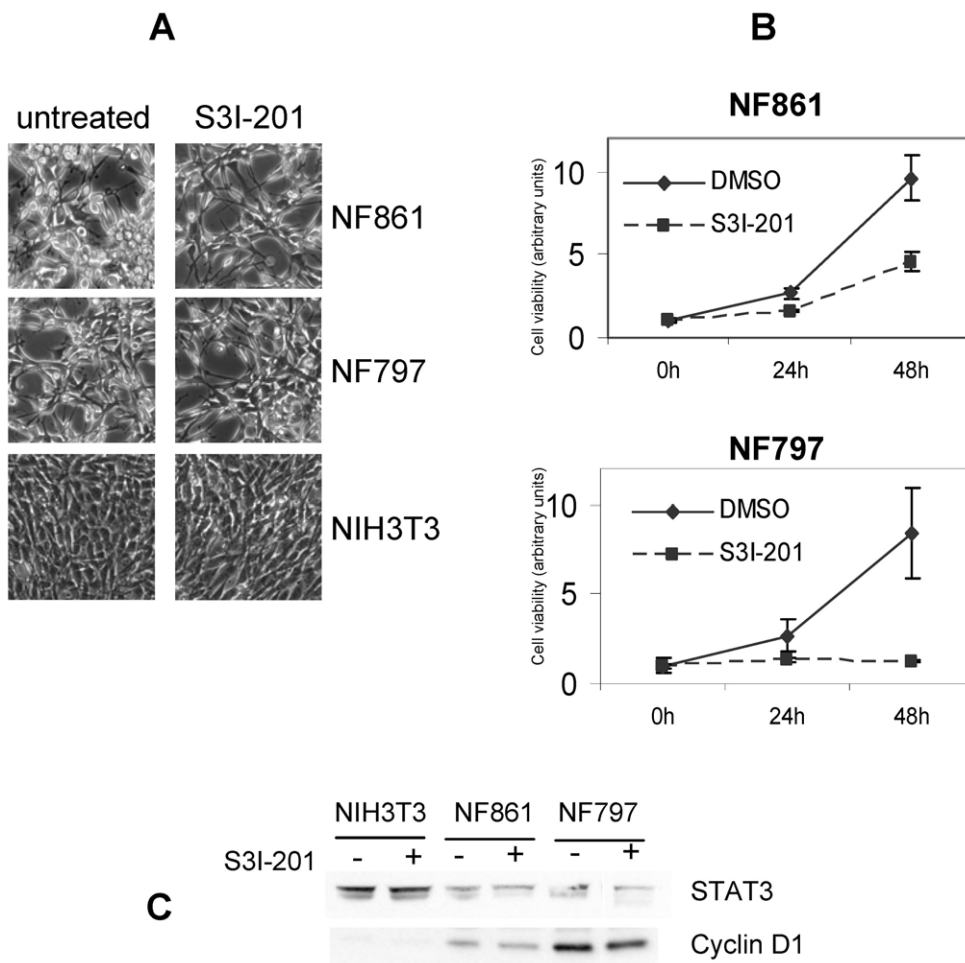 A
untreated S3I-201
NF861
NF797
NIH3T3
B
NF861
Cell viability (arbitrary units)
10
5
0
DMSO
S3I-201
0h 24h 48h
NF797
Cell viability (arbitrary units)
10
5
0
DMSO
S3I-201
0h 24h 48h
C
NIH3T3 NF861 NF797
S3I-201 - + - + - +
STAT3
Cyclin D1